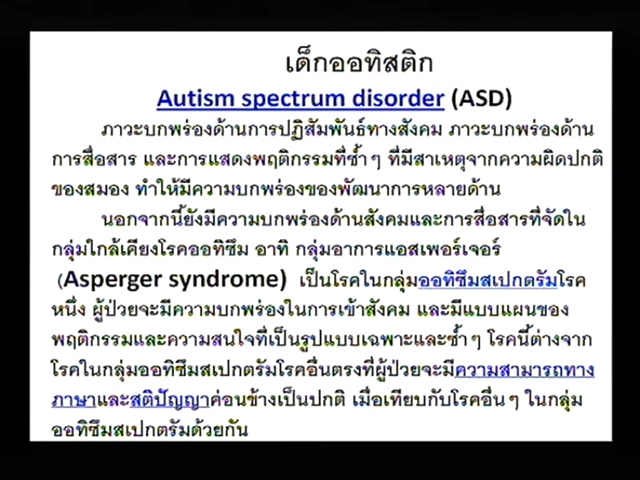 เด็กออทิสติก
Autism spectrum disorder (ASD)
ภาวะบกพร่องด้านการปฏิสัมพันธ์ทางสังคม ภาวะบกพร่องด้าน
การสื่อสาร และการแสดงพฤติกรรมที่ซ้ำๆ ที่มีสาเหตุจากความผิดปกติ
ของสมอง ทำให้มีความบกพร่องของพัฒนาการหลายด้าน
นอกจากนี้ยังมีความบกพร่องด้านสังคมและการสื่อสารที่จัดใน
กลุ่มใกล้เคียงโรคออทิซึม อาทิ กลุ่มอาการแอสเพอร์เจอร์
(Asperger syndrome) เป็นโรคในกลุ่มออทิซึมสเปกตรัมโรค
หนึ่ง ผู้ป่วยจะมีความบกพร่องในการเข้าสังคม และมีแบบแผนของ
พฤติกรรมและความสนใจที่เป็นรูปแบบเฉพาะและซ้ำๆ โรคนี้ต่างจาก
โรคในกลุ่มออทิซึมสเปกตรัมโรคอื่นตรงที่ผู้ป่วยจะมีความสามารถทาง
ภาษาและสติปัญญาค่อนข้างเป็นปกติ เมื่อเทียบกับโรคอื่นๆ ในกลุ่ม
ออทิซึมสเปกตรัมด้วยกัน